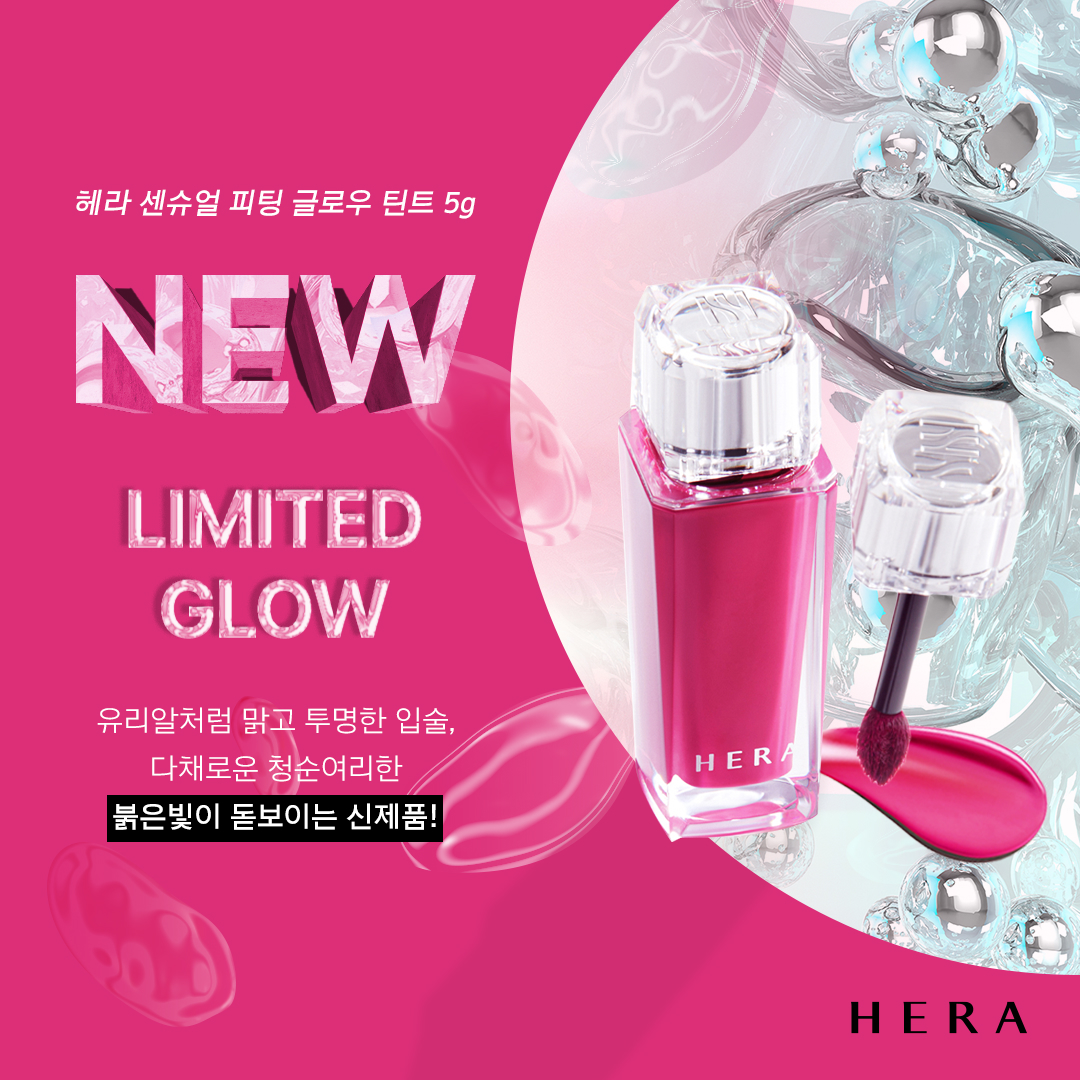 헤라 센슈얼 피팅 글로우 틴트 5g
NEW
LIMITED
GLOW
유리알처럼 맑고 투명한 입술,
다채로운 청순여리한
붉은빛이 돋보이는 신제품!
HERA
HERA